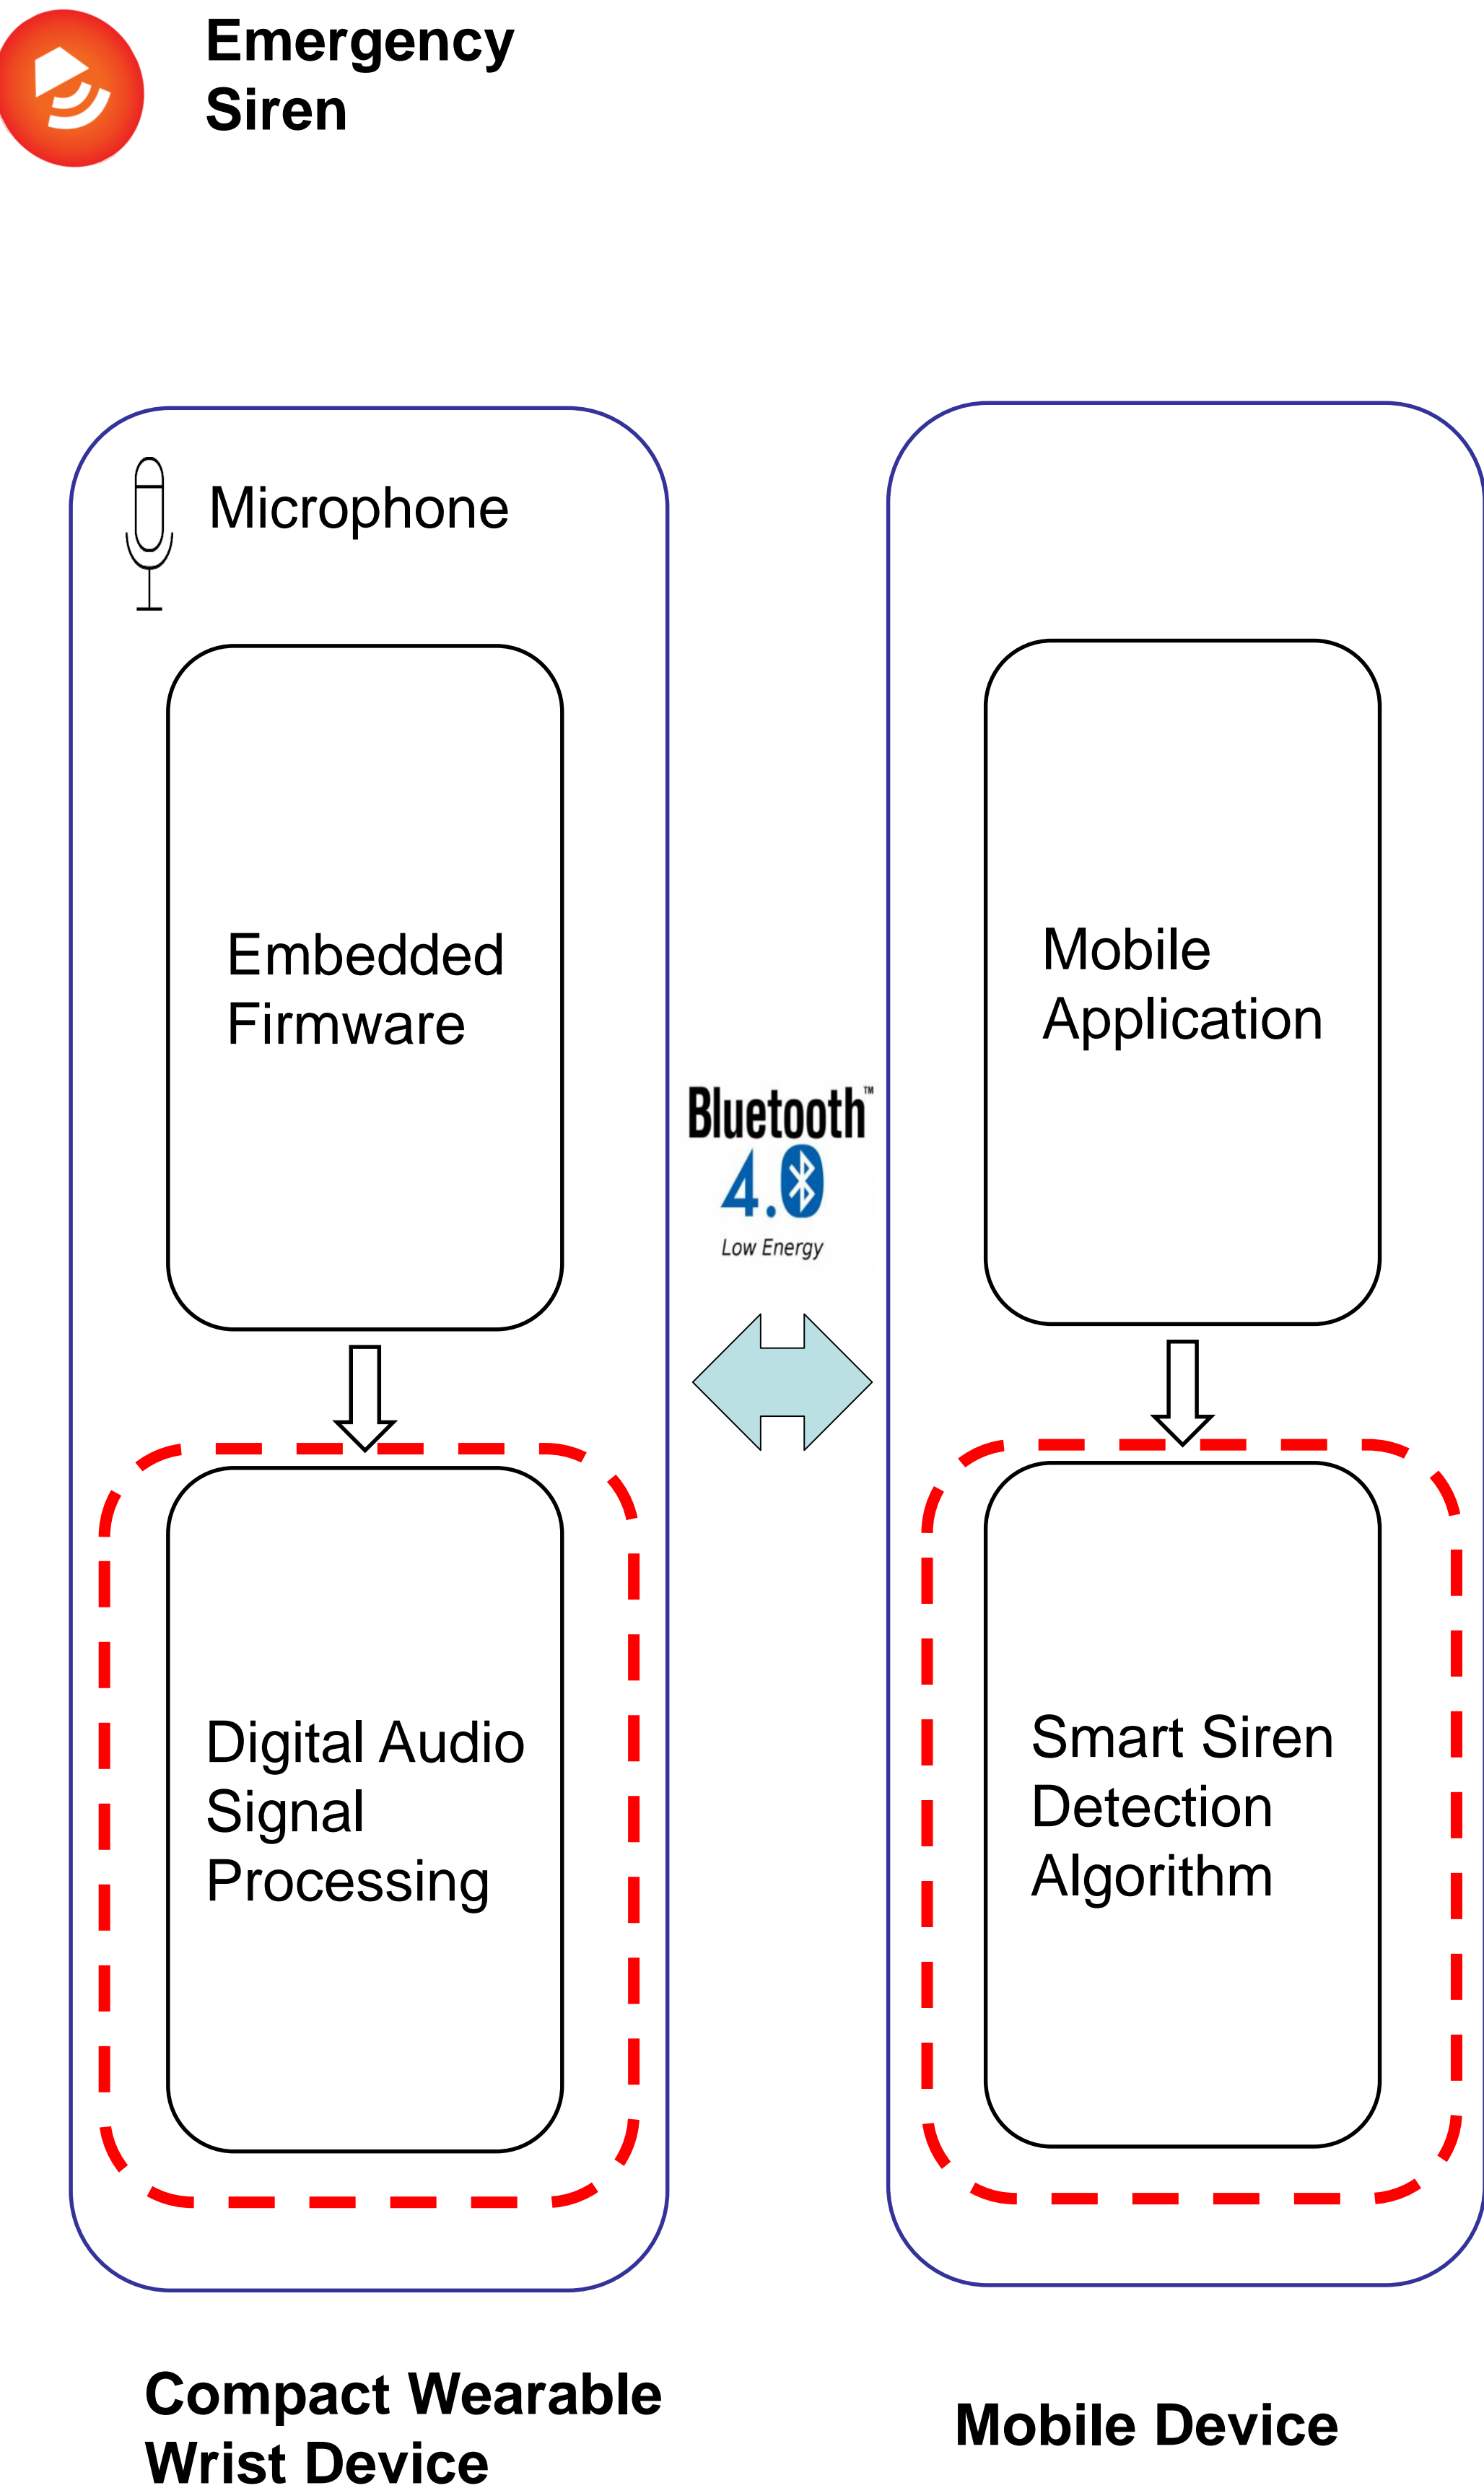 Emergency
Siren
Microphone
Embedded
Firmware
Mobile
Application
Bluetooth™
4.0
Low Energy
Digital Audio
Signal
Processing
Smart Siren
Detection
Algorithm
Compact Wearable
Wrist Device
Mobile Device